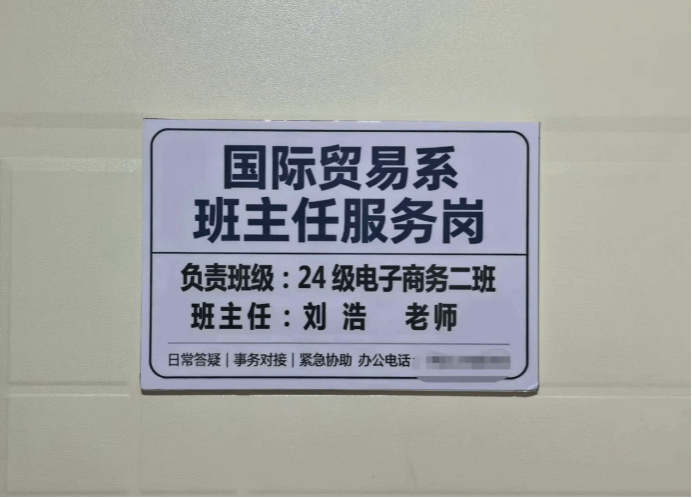 国际贸易系
班主任服务岗
负责班级：24级电子商务二班
班主任：刘 浩 老师
日常答疑｜事务对接｜紧急协助 办公电话：